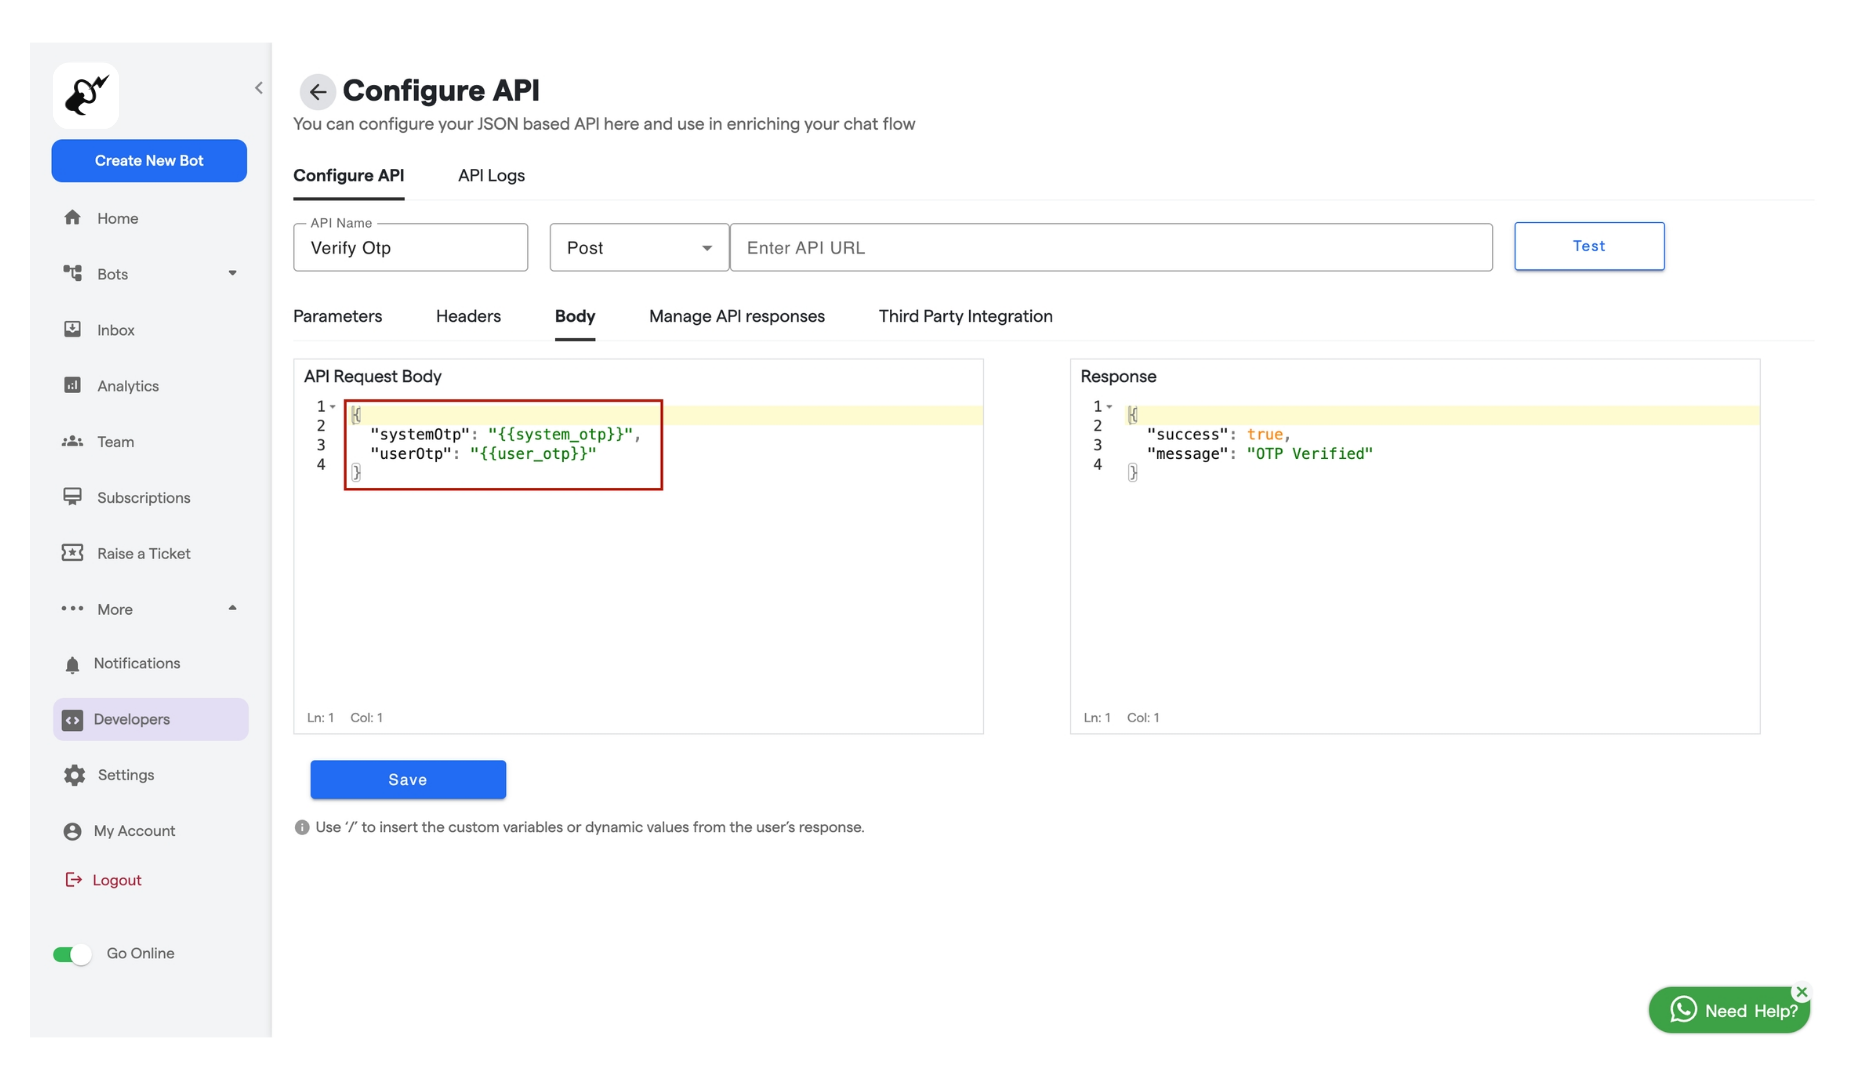 Create New Bot
Home
Bots
Inbox
Analytics
Team
Subscriptions
Raise a Ticket
More
Notifications
Developers
Settings
My Account
Logout
Go Online
Configure API
You can configure your JSON based API here and use in enriching your chat flow
Configure API API Logs
API Name
Verify Otp Post Enter API URL Test
Parameters Headers Body Manage API responses Third Party Integration
API Request Body
1 {
2 "systemOtp": "{{system_otp}}",
3 "userOtp": "{{user_otp}}"
4 }
Ln: 1 Col: 1
Response
1 {
2 "success": true,
3 "message": "OTP Verified"
4 }
Ln: 1 Col: 1
Save
Use ‘/’ to insert the custom variables or dynamic values from the user’s response.
Need Help?